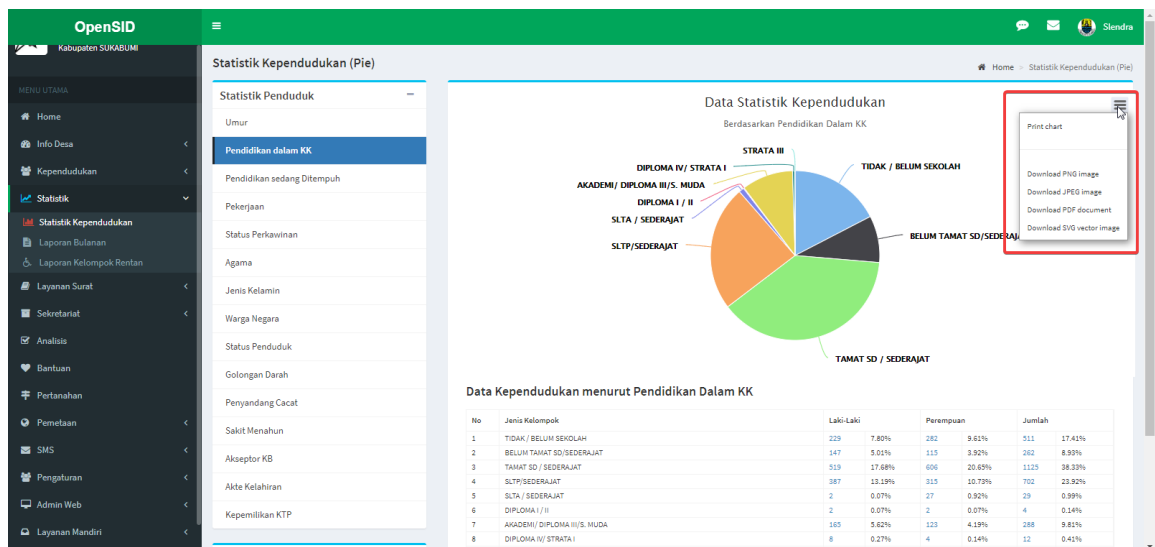 OpenSID
Slendra
Kabupaten SUKABUMI
MENU UTAMA
Home
Info Desa
Kependudukan
Statistik
Statistik Kependudukan
Laporan Bulanan
Laporan Kelompok Rentan
Layanan Surat
Sekretariat
Analisis
Bantuan
Pertanahan
Pemetaan
SMS
Pengaturan
Admin Web
Layanan Mandiri
Statistik Kependudukan (Pie)
Home > Statistik Kependudukan (Pie)
Statistik Penduduk
Umur
Pendidikan dalam KK
Pendidikan sedang Ditempuh
Pekerjaan
Status Perkawinan
Agama
Jenis Kelamin
Warga Negara
Status Penduduk
Golongan Darah
Penyandang Cacat
Sakit Menahun
Akseptor KB
Akte Kelahiran
Kepemilikan KTP
Data Statistik Kependudukan
Berdasarkan Pendidikan Dalam KK
STRATA III
DIPLOMA IV/ STRATA I
AKADEMI/ DIPLOMA III/S. MUDA
DIPLOMA I / II
SLTA / SEDERAJAT
SLTP/SEDERAJAT
TIDAK / BELUM SEKOLAH
BELUM TAMAT SD/SEDERAJ
TAMAT SD / SEDERAJAT
Print chart
Download PNG image
Download JPEG image
Download PDF document
Download SVG vector image
Data Kependudukan menurut Pendidikan Dalam KK
No Jenis Kelompok Laki-Laki Perempuan Jumlah
1 TIDAK / BELUM SEKOLAH 229 7.80% 282 9.61% 511 17.41%
2 BELUM TAMAT SD/SEDERAJAT 147 5.01% 115 3.92% 262 8.93%
3 TAMAT SD / SEDERAJAT 519 17.68% 606 20.65% 1125 38.33%
4 SLTP/SEDERAJAT 387 13.19% 315 10.73% 702 23.92%
5 SLTA / SEDERAJAT 2 0.07% 27 0.92% 29 0.99%
6 DIPLOMA I / II 2 0.07% 2 0.07% 4 0.14%
7 AKADEMI/ DIPLOMA III/S. MUDA 165 5.62% 123 4.19% 288 9.81%
8 DIPLOMA IV/ STRATA I 8 0.27% 4 0.14% 12 0.41%